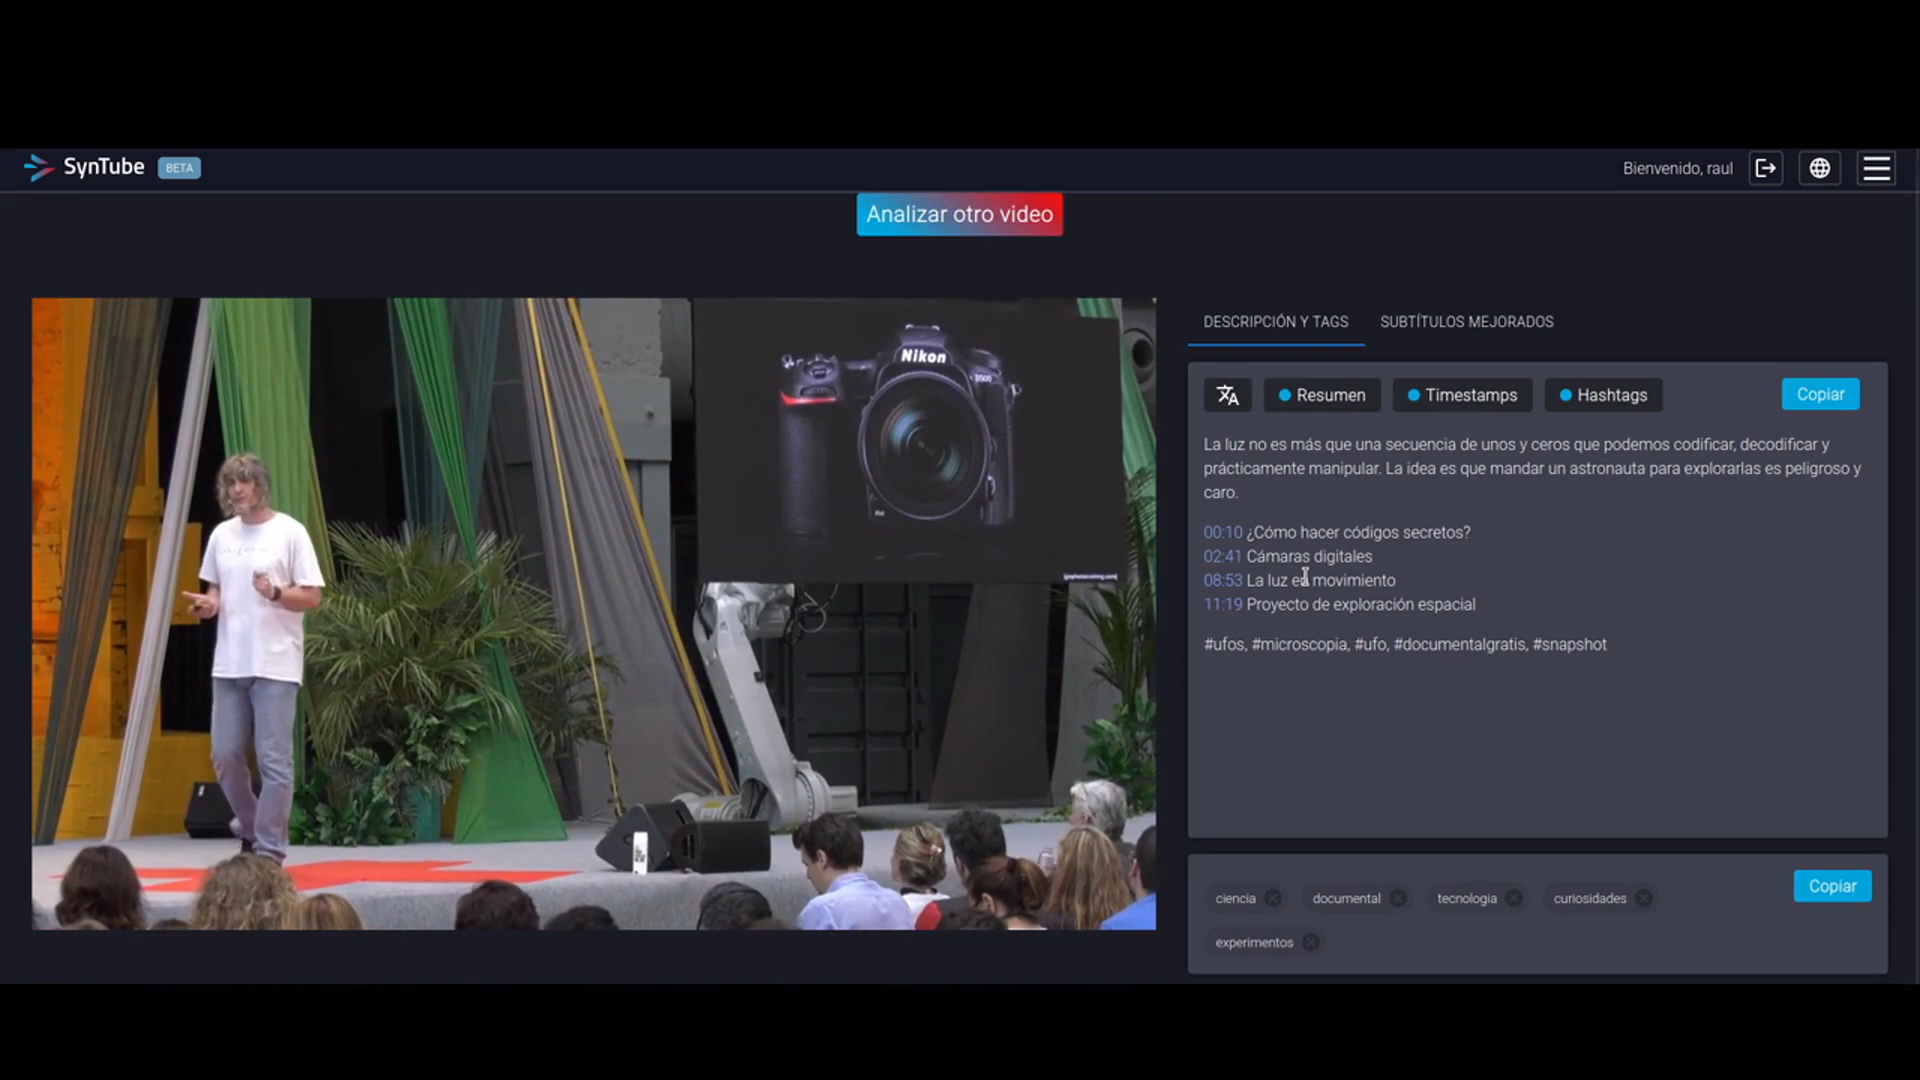 SynTube BETA
Bienvenido, raul
Analizar otro video
Nikon
D500
DESCRIPCIÓN Y TAGS SUBTÍTULOS MEJORADOS
Resumen Timestamps Hashtags Copiar
La luz no es más que una secuencia de unos y ceros que podemos codificar, decodificar y
prácticamente manipular. La idea es que mandar un astronauta para explorarlas es peligroso y
caro.
00:10 ¿Cómo hacer códigos secretos?
02:41 Cámaras digitales
08:53 La luz en movimiento
11:19 Proyecto de exploración espacial
#ufos, #microscopia, #ufo, #documentalgratis, #snapshot
ciencia documental tecnologia curiosidades Copiar
experimentos